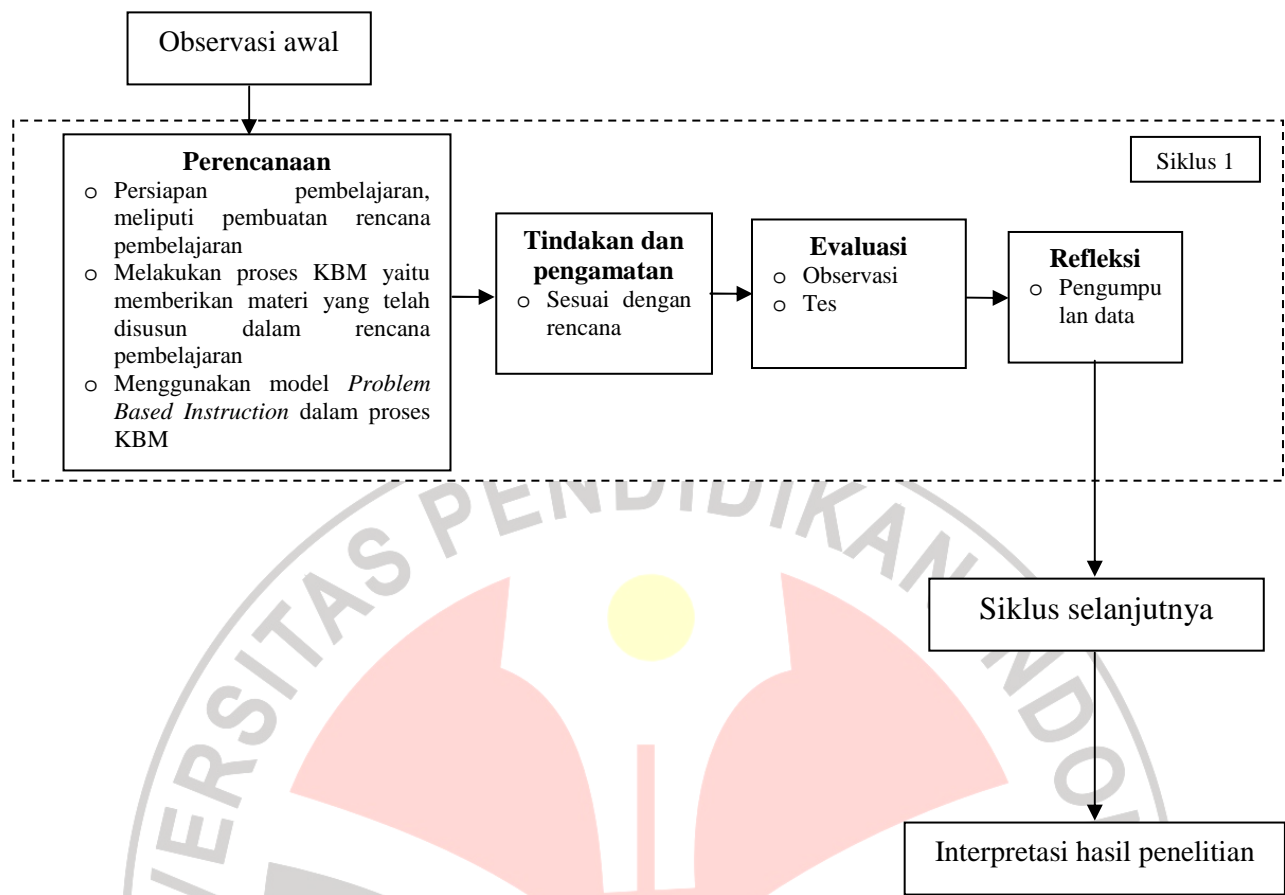 Observasi awal
Siklus 1
Perencanaan
o Persiapan pembelajaran,
meliputi pembuatan rencana
pembelajaran
o Melakukan proses KBM yaitu
memberikan materi yang telah
disusun dalam rencana
pembelajaran
o Menggunakan model Problem
Based Instruction dalam proses
KBM
Tindakan dan
pengamatan
o Sesuai dengan
rencana
Evaluasi
o Observasi
o Tes
Refleksi
o Pengumpu
lan data
Siklus selanjutnya
Interpretasi hasil penelitian
VERSITAS PENDIDIKAN INDO